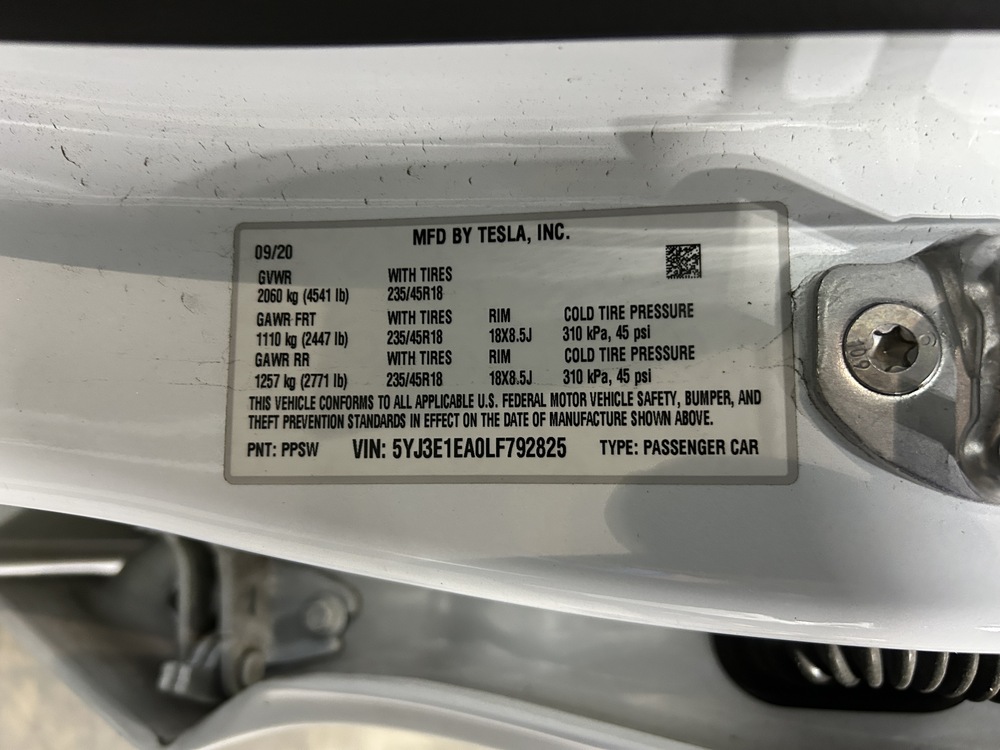 MFD BY TESLA, INC.
09/20
GVWR WITH TIRES
2060 kg (4541 lb) 235/45R18
GAWR FRT WITH TIRES RIM COLD TIRE PRESSURE
1110 kg (2447 lb) 235/45R18 18X8.5J 310 kPa, 45 psi
GAWR RR WITH TIRES RIM COLD TIRE PRESSURE
1257 kg (2771 lb) 235/45R18 18X8.5J 310 kPa, 45 psi
THIS VEHICLE CONFORMS TO ALL APPLICABLE U.S. FEDERAL MOTOR VEHICLE SAFETY, BUMPER, AND
THEFT PREVENTION STANDARDS IN EFFECT ON THE DATE OF MANUFACTURE SHOWN ABOVE.
PNT: PPSW VIN: 5YJ3E1EA0LF792825 TYPE: PASSENGER CAR
10.9